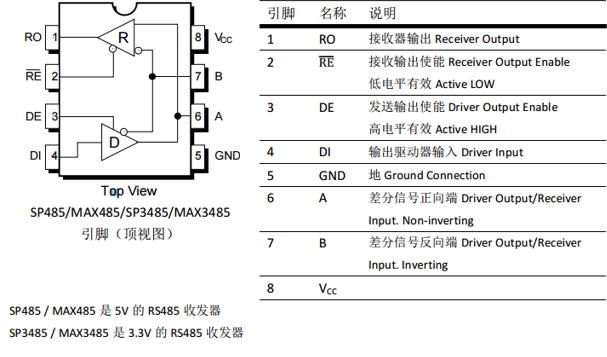 RO 1 R 8 VCC
RE 2 7 B
DE 3 6 A
DI 4 D 5 GND
Top View
SP485/MAX485/SP3485/MAX3485
引脚（顶视图）
SP485 / MAX485 是 5V 的 RS485 收发器
SP3485 / MAX3485 是 3.3V 的 RS485 收发器
引脚 名称 说明
1 RO 接收器输出 Receiver Output
2 RE 接收输出使能 Receiver Output Enable
低电平有效 Active LOW
3 DE 发送输出使能 Driver Output Enable
高电平有效 Active HIGH
4 DI 输出驱动器输入 Driver Input
5 GND 地 Ground Connection
6 A 差分信号正向端 Driver Output/Receiver
Input. Non-inverting
7 B 差分信号反向端 Driver Output/Receiver
Input. Inverting
8 VCC